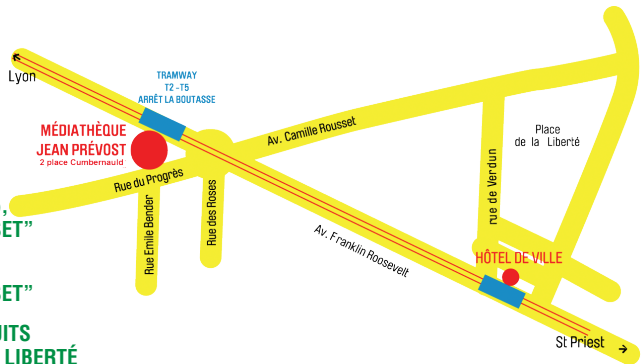 Lyon
TRAMWAY
T2 -T5
ARRÊT LA BOUTASSE
MÉDIATHÈQUE
JEAN PRÉVOST
2 place Cumbernauld
Av. Camille Rousset
Place
de la Liberté
Rue du Progrès
Rue Emile Bender
Rue des Roses
rue de Verdun
Av. Franklin Roosevelt
HÔTEL DE VILLE
St Priest
SET”
SET”
UITS
LIBERTÉ